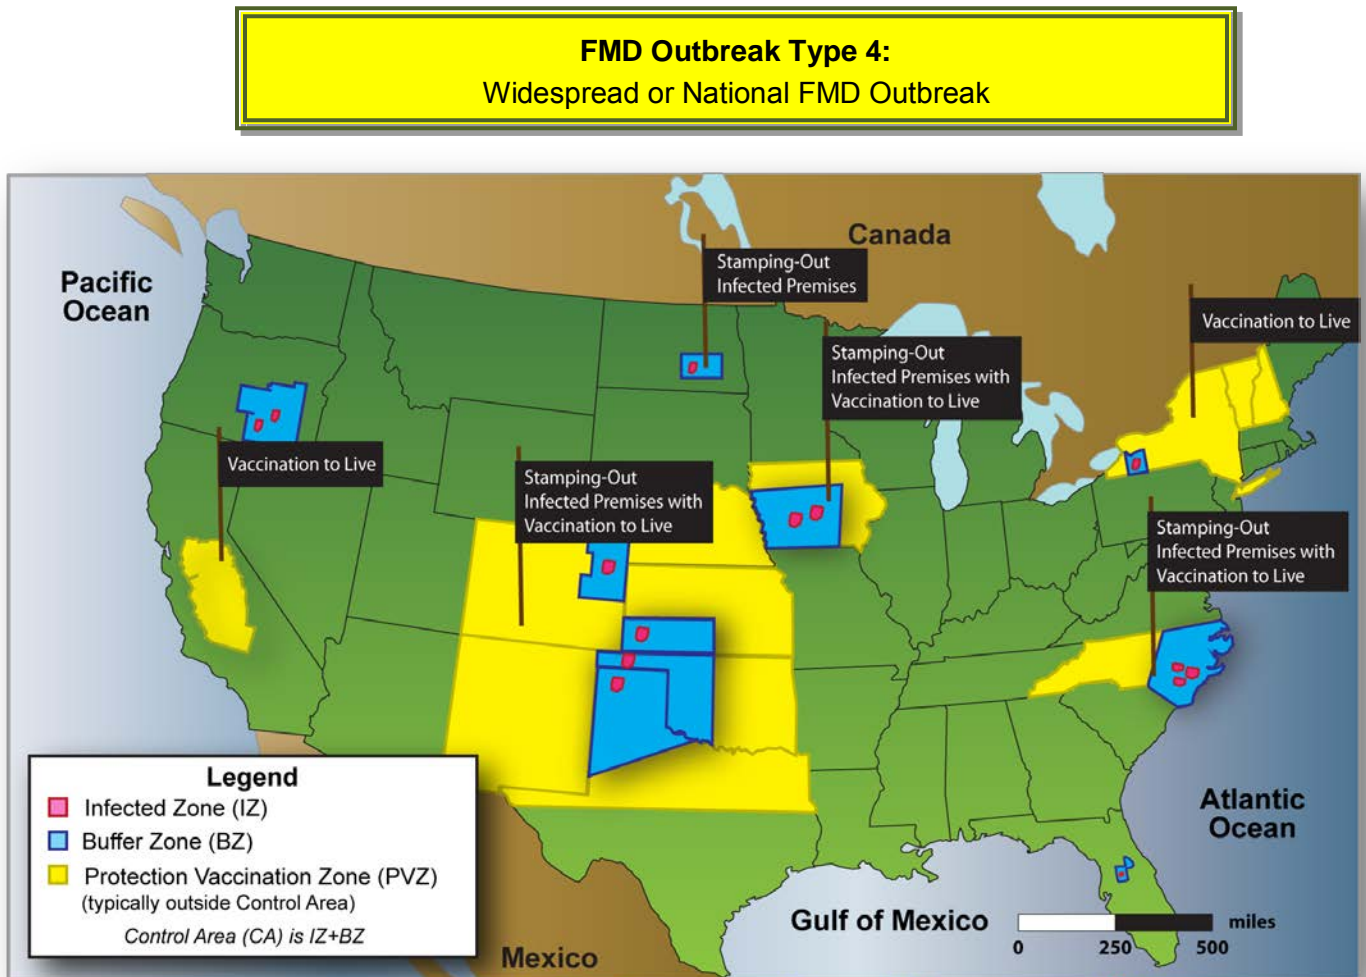 FMD Outbreak Type 4:
Widespread or National FMD Outbreak
Canada
Pacific
Ocean
Stamping-Out
Infected Premises
Vaccination to Live
Stamping-Out
Infected Premises with
Vaccination to Live
Vaccination to Live
Stamping-Out
Infected Premises with
Vaccination to Live
Stamping-Out
Infected Premises with
Vaccination to Live
Legend
Infected Zone (IZ)
Buffer Zone (BZ)
Protection Vaccination Zone (PVZ)
(typically outside Control Area)
Control Area (CA) is IZ+BZ
Atlantic
Ocean
Gulf of Mexico
miles
0 250 500
Mexico